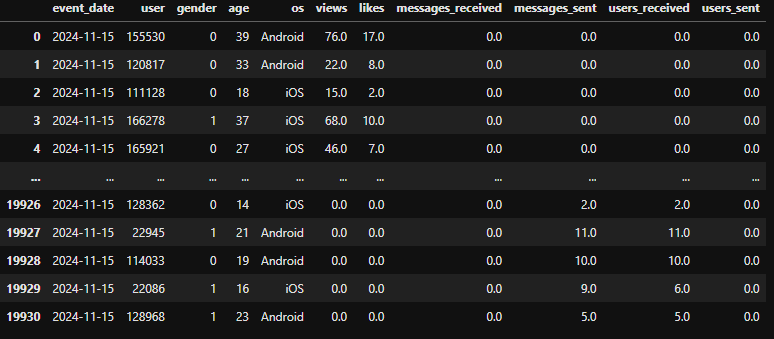 event_date user gender age os views likes messages_received messages_sent users_received users_sent
0 2024-11-15 155530 0 39 Android 76.0 17.0 0.0 0.0 0.0 0.0
1 2024-11-15 120817 0 33 Android 22.0 8.0 0.0 0.0 0.0 0.0
2 2024-11-15 111128 0 18 iOS 15.0 2.0 0.0 0.0 0.0 0.0
3 2024-11-15 166278 1 37 iOS 68.0 10.0 0.0 0.0 0.0 0.0
4 2024-11-15 165921 0 27 iOS 46.0 7.0 0.0 0.0 0.0 0.0
... ... ... ... ... ... ... ... ... ... ... ...
19926 2024-11-15 128362 0 14 iOS 0.0 0.0 0.0 2.0 2.0 0.0
19927 2024-11-15 22945 1 21 Android 0.0 0.0 0.0 11.0 11.0 0.0
19928 2024-11-15 114033 0 19 Android 0.0 0.0 0.0 10.0 10.0 0.0
19929 2024-11-15 22086 1 16 iOS 0.0 0.0 0.0 9.0 6.0 0.0
19930 2024-11-15 128968 1 23 Android 0.0 0.0 0.0 5.0 5.0 0.0